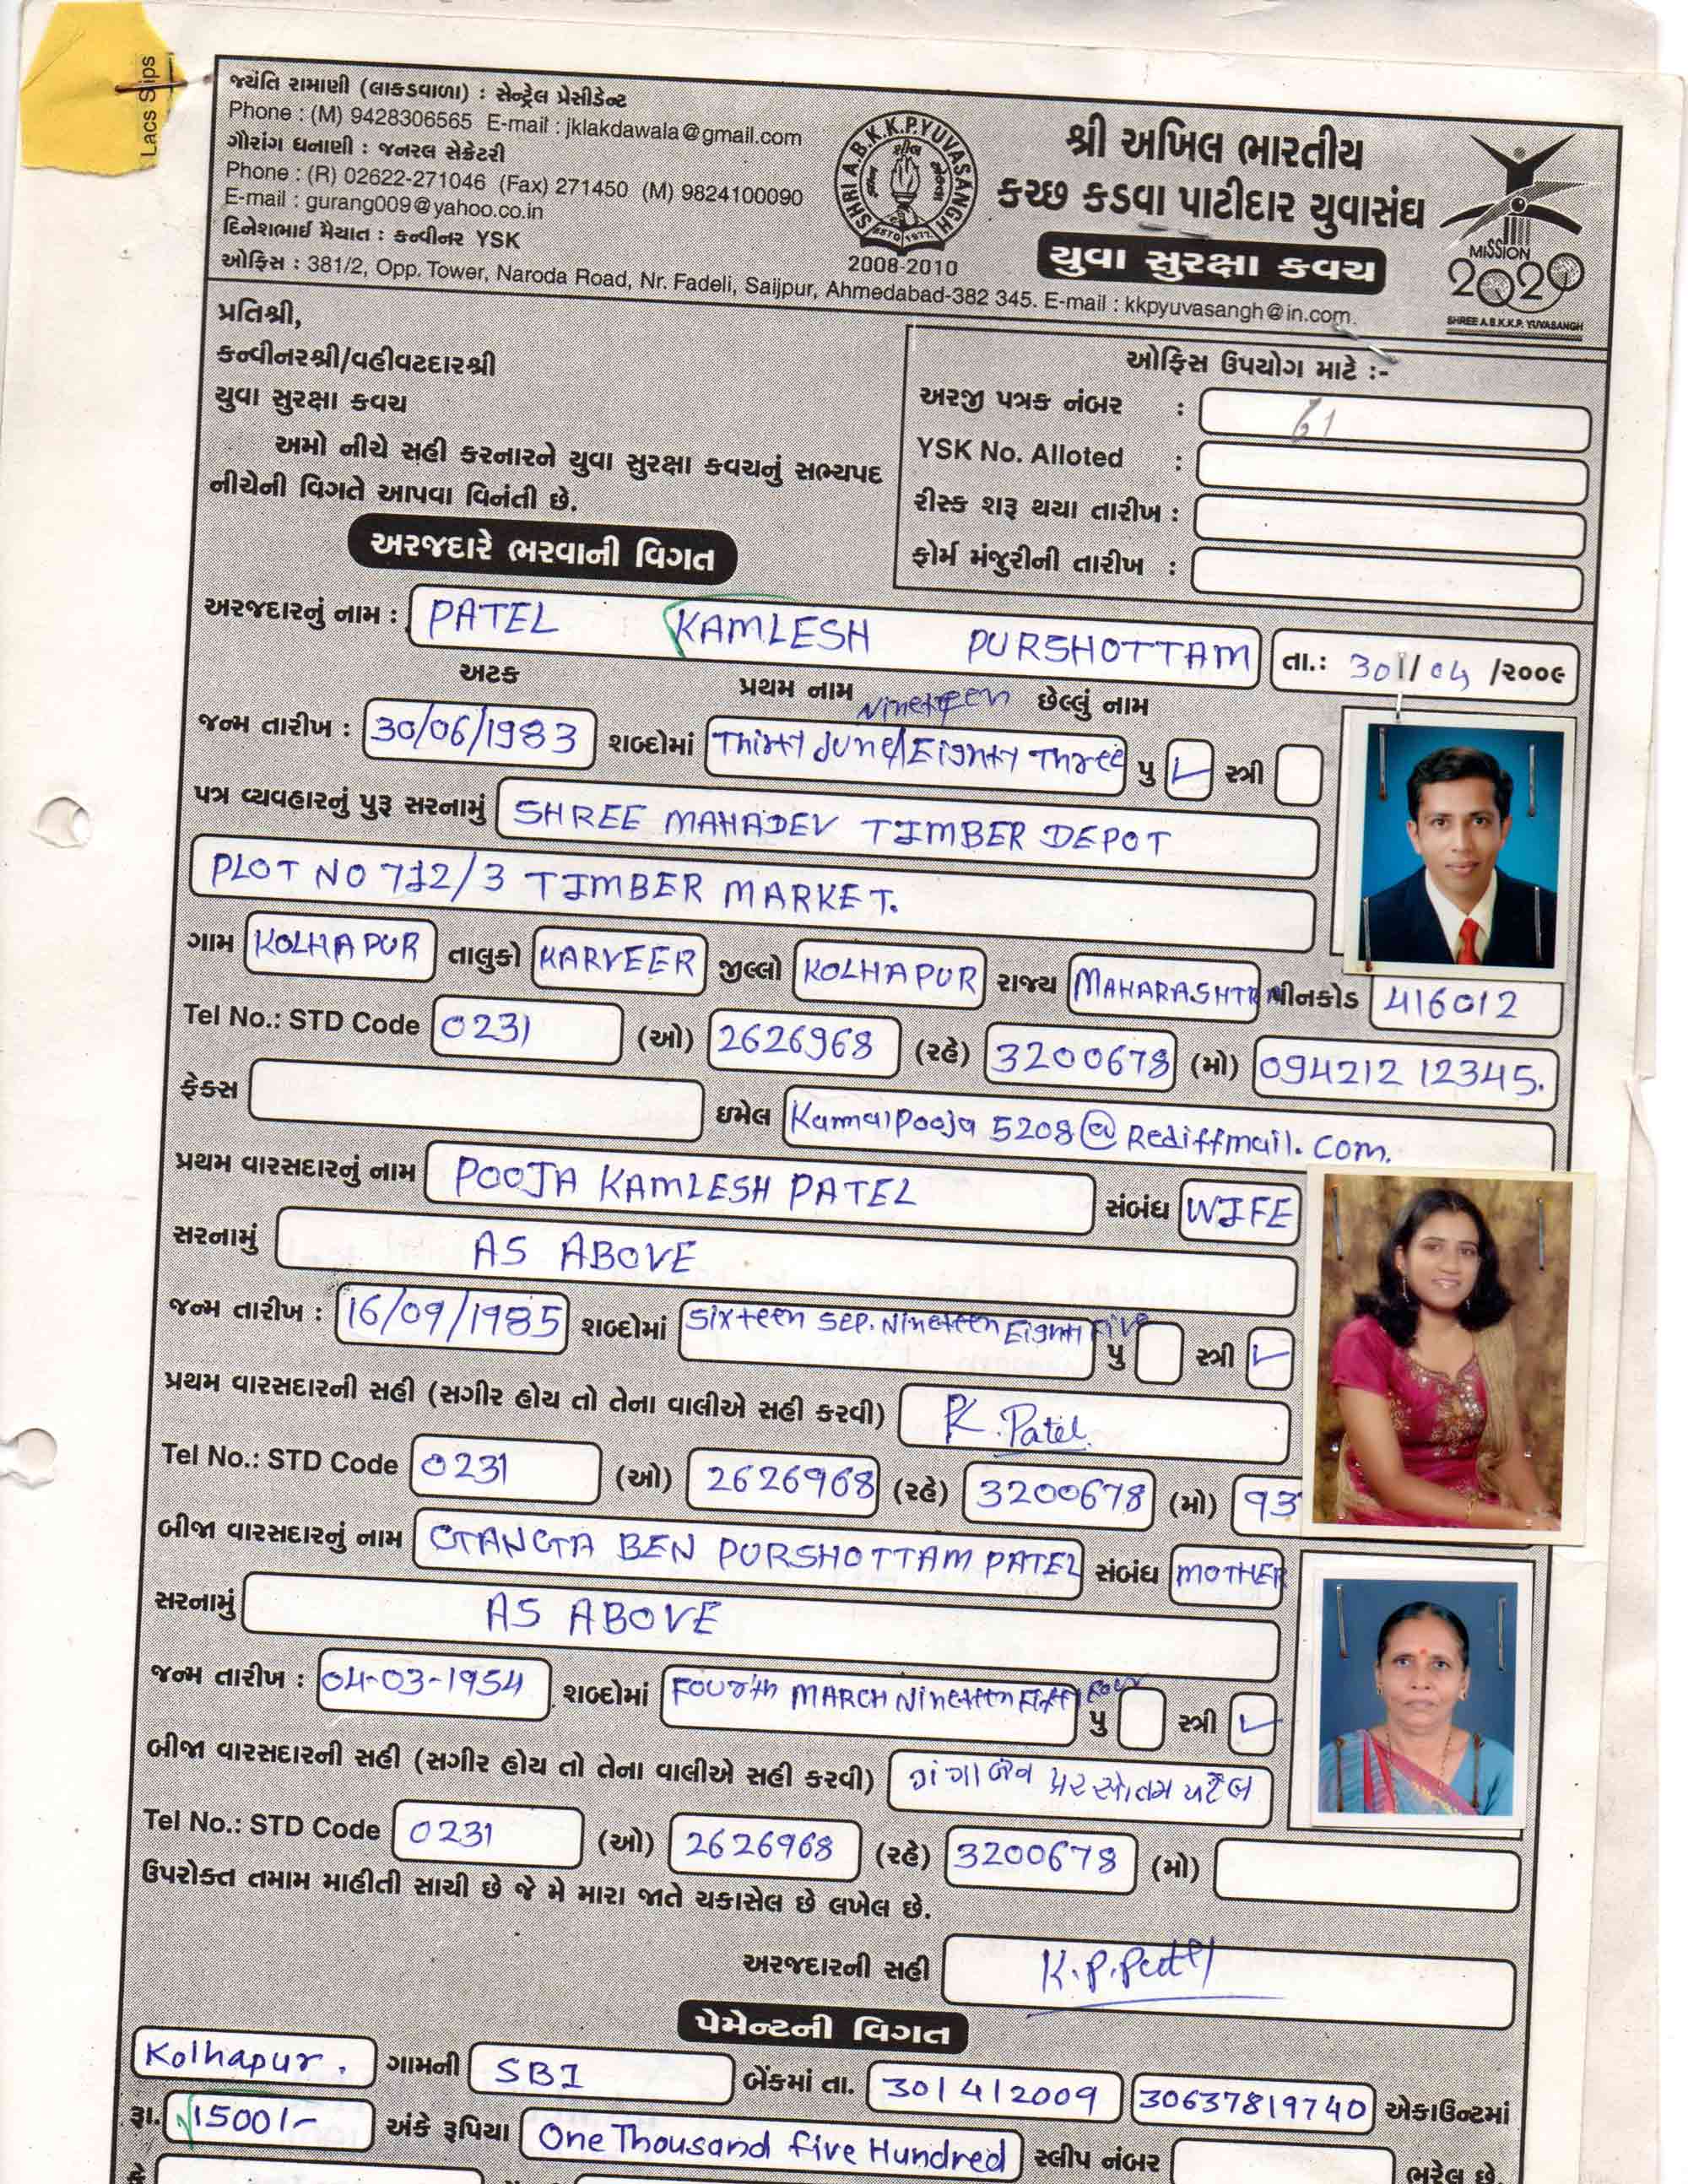 Lacs Slips
જયંતિ રામાણી (લાકડવાળા) : સેન્ટ્રલ પ્રેસીડેન્ટ
Phone : (M) 9428306565 E-mail : jklakdawala@gmail.com
ગૌરાંગ ધનાણી : જનરલ સેક્રેટરી
Phone : (R) 02622-271046 (Fax) 271450 (M) 9824100090
E-mail : gurang009@yahoo.co.in
દિનેશભાઈ મૈયાત : કન્વીનર YSK
ઓફિસ : 381/2, Opp. Tower, Naroda Road, Nr. Fadeli, Saijpur, Ahmedabad-382 345. E-mail : kkpyuvasangh@in.com.
SHRI A.B.K.K.P.YUVASANGH
ESTD 1977
2008-2010
શ્રી અખિલ ભારતીય
કચ્છ કડવા પાટીદાર યુવાસંઘ
યુવા સુરક્ષા કવચ
MISSION
2020
SHREE A.B.K.K.P. YUVASANGH
પ્રતિશ્રી,
કન્વીનરશ્રી/વહીવટદારશ્રી
યુવા સુરક્ષા કવચ
અમો નીચે સહી કરનારને યુવા સુરક્ષા કવચનું સભ્યપદ
નીચેની વિગતે આપવા વિનંતી છે.
ઓફિસ ઉપયોગ માટે :-
અરજી પત્રક નંબર : 61
YSK No. Alloted :
રીસ્ક શરૂ થયા તારીખ :
ફોર્મ મંજુરીની તારીખ :
અરજદારે ભરવાની વિગત
અરજદારનું નામ : PATEL KAMLESH PURSHOTTAM તા.: 30/04 /૨૦૦૯
અટક પ્રથમ નામ છેલ્લું નામ
Nineteen
જન્મ તારીખ : 30/06/1983 શબ્દોમાં Thirty June/Eighty Three પુ સ્ત્રી
પત્ર વ્યવહારનું પુરૂ સરનામું SHREE MAHADEV TIMBER DEPOT
PLOT NO 712/3 TIMBER MARKET.
ગામ KOLHAPUR તાલુકો KARVEER જીલ્લો KOLHAPUR રાજ્ય MAHARASHTR પીનકોડ 416012
Tel No.: STD Code 0231 (ઓ) 2626968 (રહે) 3200678 (મો) 094212 12345.
ફેક્સ ઇમેલ Kamalpooja 5208@Rediffmail.com.
પ્રથમ વારસદારનું નામ POOJA KAMLESH PATEL સંબંધ WIFE
સરનામું AS ABOVE
જન્મ તારીખ : 16/09/1985 શબ્દોમાં Sixteen Sep. Nineteen Eighti Five પુ સ્ત્રી
પ્રથમ વારસદારની સહી (સગીર હોય તો તેના વાલીએ સહી કરવી) P.K. Patel
Tel No.: STD Code 0231 (ઓ) 2626968 (રહે) 3200678 (મો) 93
બીજા વારસદારનું નામ GANGA BEN PURSHOTTAM PATEL સંબંધ MOTHER
સરનામું AS ABOVE
જન્મ તારીખ : 04-03-1954 શબ્દોમાં Fourth MARCH Nineteen Fifty Four પુ સ્ત્રી
બીજા વારસદારની સહી (સગીર હોય તો તેના વાલીએ સહી કરવી) ગંગાબેન પરસોતમ પટેલ
Tel No.: STD Code 0231 (ઓ) 2626968 (રહે) 3200678 (મો)
ઉપરોક્ત તમામ માહીતી સાચી છે જે મે મારા જાતે ચકાસેલ છે લખેલ છે.
અરજદારની સહી K.P.Patel
પેમેન્ટની વિગત
Kolhapur. ગામની SBI બેંકમાં તા. 30/4/2009 30637819740 એકાઉન્ટમાં
રૂા. 1500/- અંકે રૂપિયા One Thousand Five Hundred સ્લીપ નંબર ભરેલ છે.